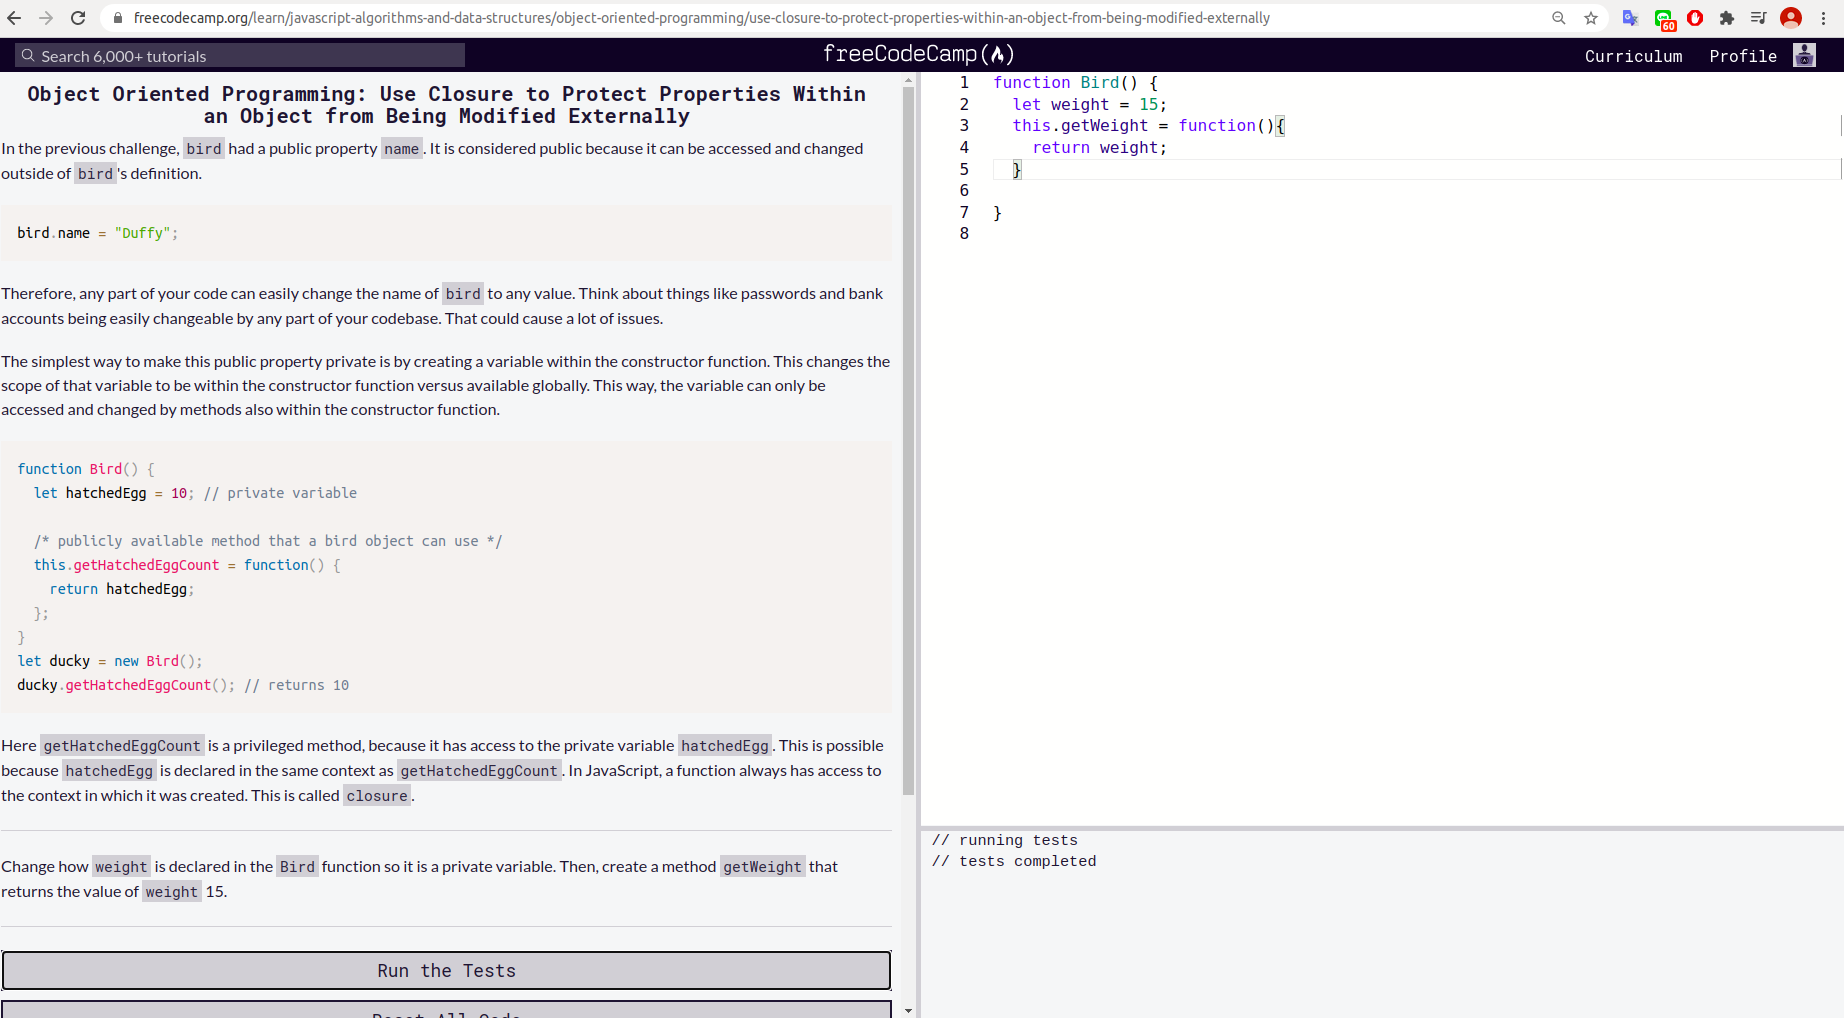 freecodecamp.org/learn/javascript-algorithms-and-data-structures/object-oriented-programming/use-closure-to-protect-properties-within-an-object-from-being-modified-externally
60
Search 6,000+ tutorials
freeCodeCamp
Curriculum
Profile
Object Oriented Programming: Use Closure to Protect Properties Within
an Object from Being Modified Externally
In the previous challenge, bird had a public property name. It is considered public because it can be accessed and changed
outside of bird's definition.
bird.name = "Duffy";
Therefore, any part of your code can easily change the name of bird to any value. Think about things like passwords and bank
accounts being easily changeable by any part of your codebase. That could cause a lot of issues.
The simplest way to make this public property private is by creating a variable within the constructor function. This changes the
scope of that variable to be within the constructor function versus available globally. This way, the variable can only be
accessed and changed by methods also within the constructor function.
function Bird() {
let hatchedEgg = 10; // private variable
/* publicly available method that a bird object can use */
this.getHatchedEggCount = function() {
return hatchedEgg;
};
}
let ducky = new Bird();
ducky.getHatchedEggCount(); // returns 10
Here getHatchedEggCount is a privileged method, because it has access to the private variable hatchedEgg. This is possible
because hatchedEgg is declared in the same context as getHatchedEggCount. In JavaScript, a function always has access to
the context in which it was created. This is called closure.
Change how weight is declared in the Bird function so it is a private variable. Then, create a method getWeight that
returns the value of weight 15.
Run the Tests
Reset All Code
1 function Bird() {
2 let weight = 15;
3 this.getWeight = function(){
4 return weight;
5 }
6
7 }
8
// running tests
// tests completed